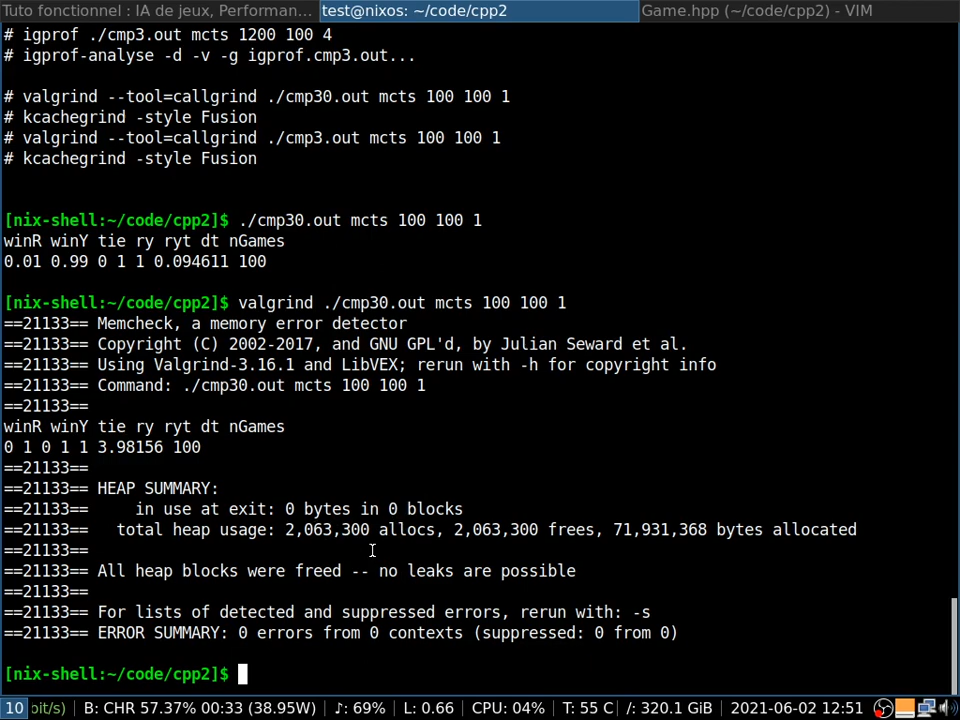 Tuto fonctionnel : IA de jeux, Performan... test@nixos: ~/code/cpp2 Game.hpp (~/code/cpp2) - VIM
# igprof ./cmp3.out mcts 1200 100 4
# igprof-analyse -d -v -g igprof.cmp3.out...
# valgrind --tool=callgrind ./cmp30.out mcts 100 100 1
# kcachegrind -style Fusion
# valgrind --tool=callgrind ./cmp3.out mcts 100 100 1
# kcachegrind -style Fusion
[nix-shell:~/code/cpp2]$ ./cmp30.out mcts 100 100 1
winR winY tie ry ryt dt nGames
0.01 0.99 0 1 1 0.094611 100
[nix-shell:~/code/cpp2]$ valgrind ./cmp30.out mcts 100 100 1
==21133== Memcheck, a memory error detector
==21133== Copyright (C) 2002-2017, and GNU GPL'd, by Julian Seward et al.
==21133== Using Valgrind-3.16.1 and LibVEX; rerun with -h for copyright info
==21133== Command: ./cmp30.out mcts 100 100 1
==21133==
winR winY tie ry ryt dt nGames
0 1 0 1 1 3.98156 100
==21133==
==21133== HEAP SUMMARY:
==21133==     in use at exit: 0 bytes in 0 blocks
==21133==   total heap usage: 2,063,300 allocs, 2,063,300 frees, 71,931,368 bytes allocated
==21133==
==21133== All heap blocks were freed -- no leaks are possible
==21133==
==21133== For lists of detected and suppressed errors, rerun with: -s
==21133== ERROR SUMMARY: 0 errors from 0 contexts (suppressed: 0 from 0)
[nix-shell:~/code/cpp2]$
10 bit/s) | B: CHR 57.37% 00:33 (38.95W) | ♪: 69% | L: 0.66 | CPU: 04% | T: 55 C | /: 320.1 GiB | 2021-06-02 12:51